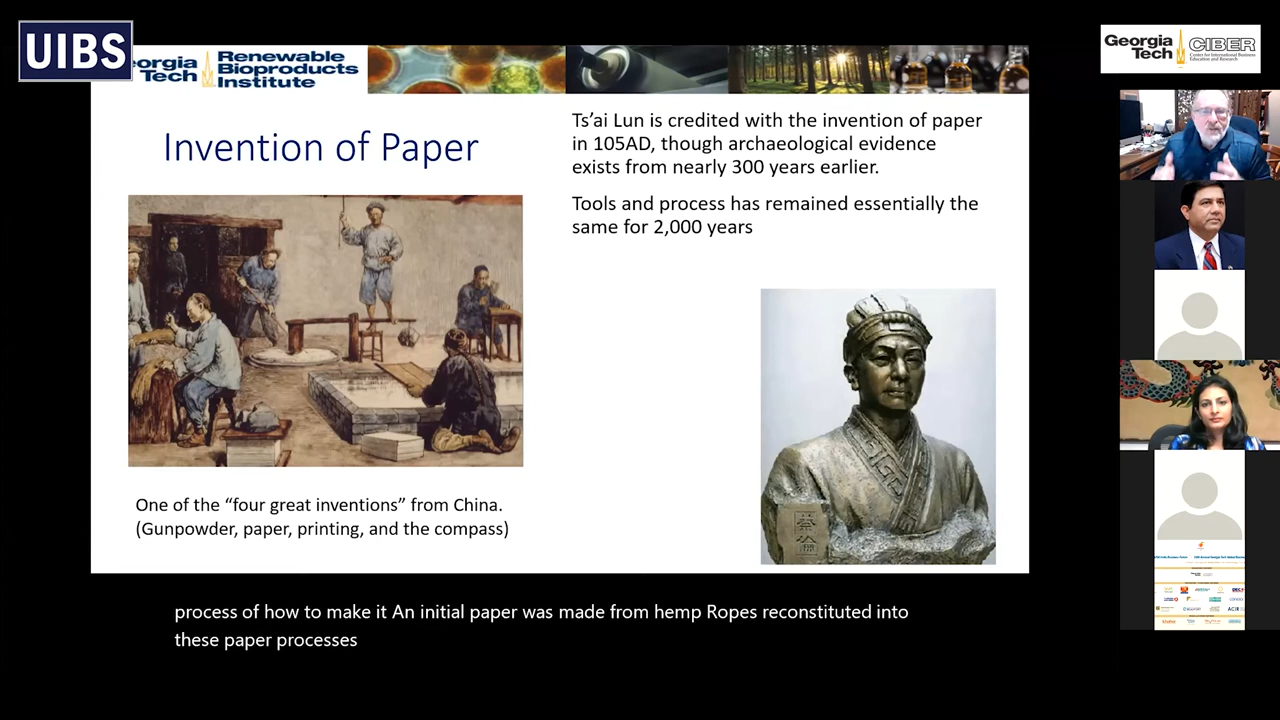 UIBS
Georgia
Tech
Renewable
Bioproducts
Institute
Georgia
Tech
CIBER
Center for International Business
Education and Research
Invention of Paper
Ts’ai Lun is credited with the invention of paper
in 105AD, though archaeological evidence
exists from nearly 300 years earlier.
Tools and process has remained essentially the
same for 2,000 years
蔡倫
One of the “four great inventions” from China.
(Gunpowder, paper, printing, and the compass)
process of how to make it An initial paper was made from hemp Ropes reconstituted into
these paper processes